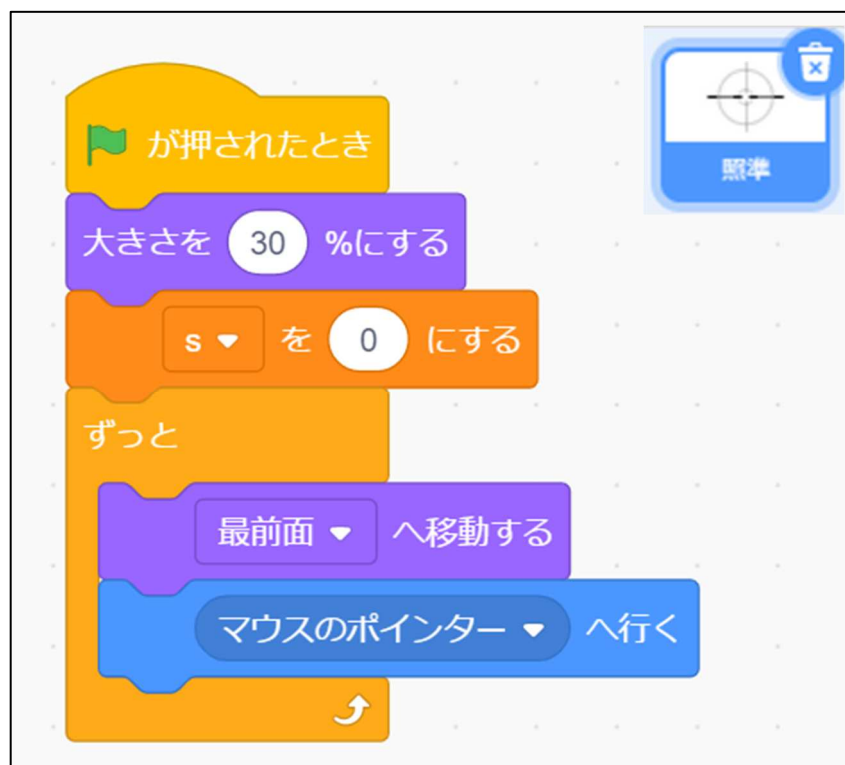 照準
が押されたとき
大きさを 30 %にする
s を 0 にする
ずっと
最前面 へ移動する
マウスのポインター へ行く